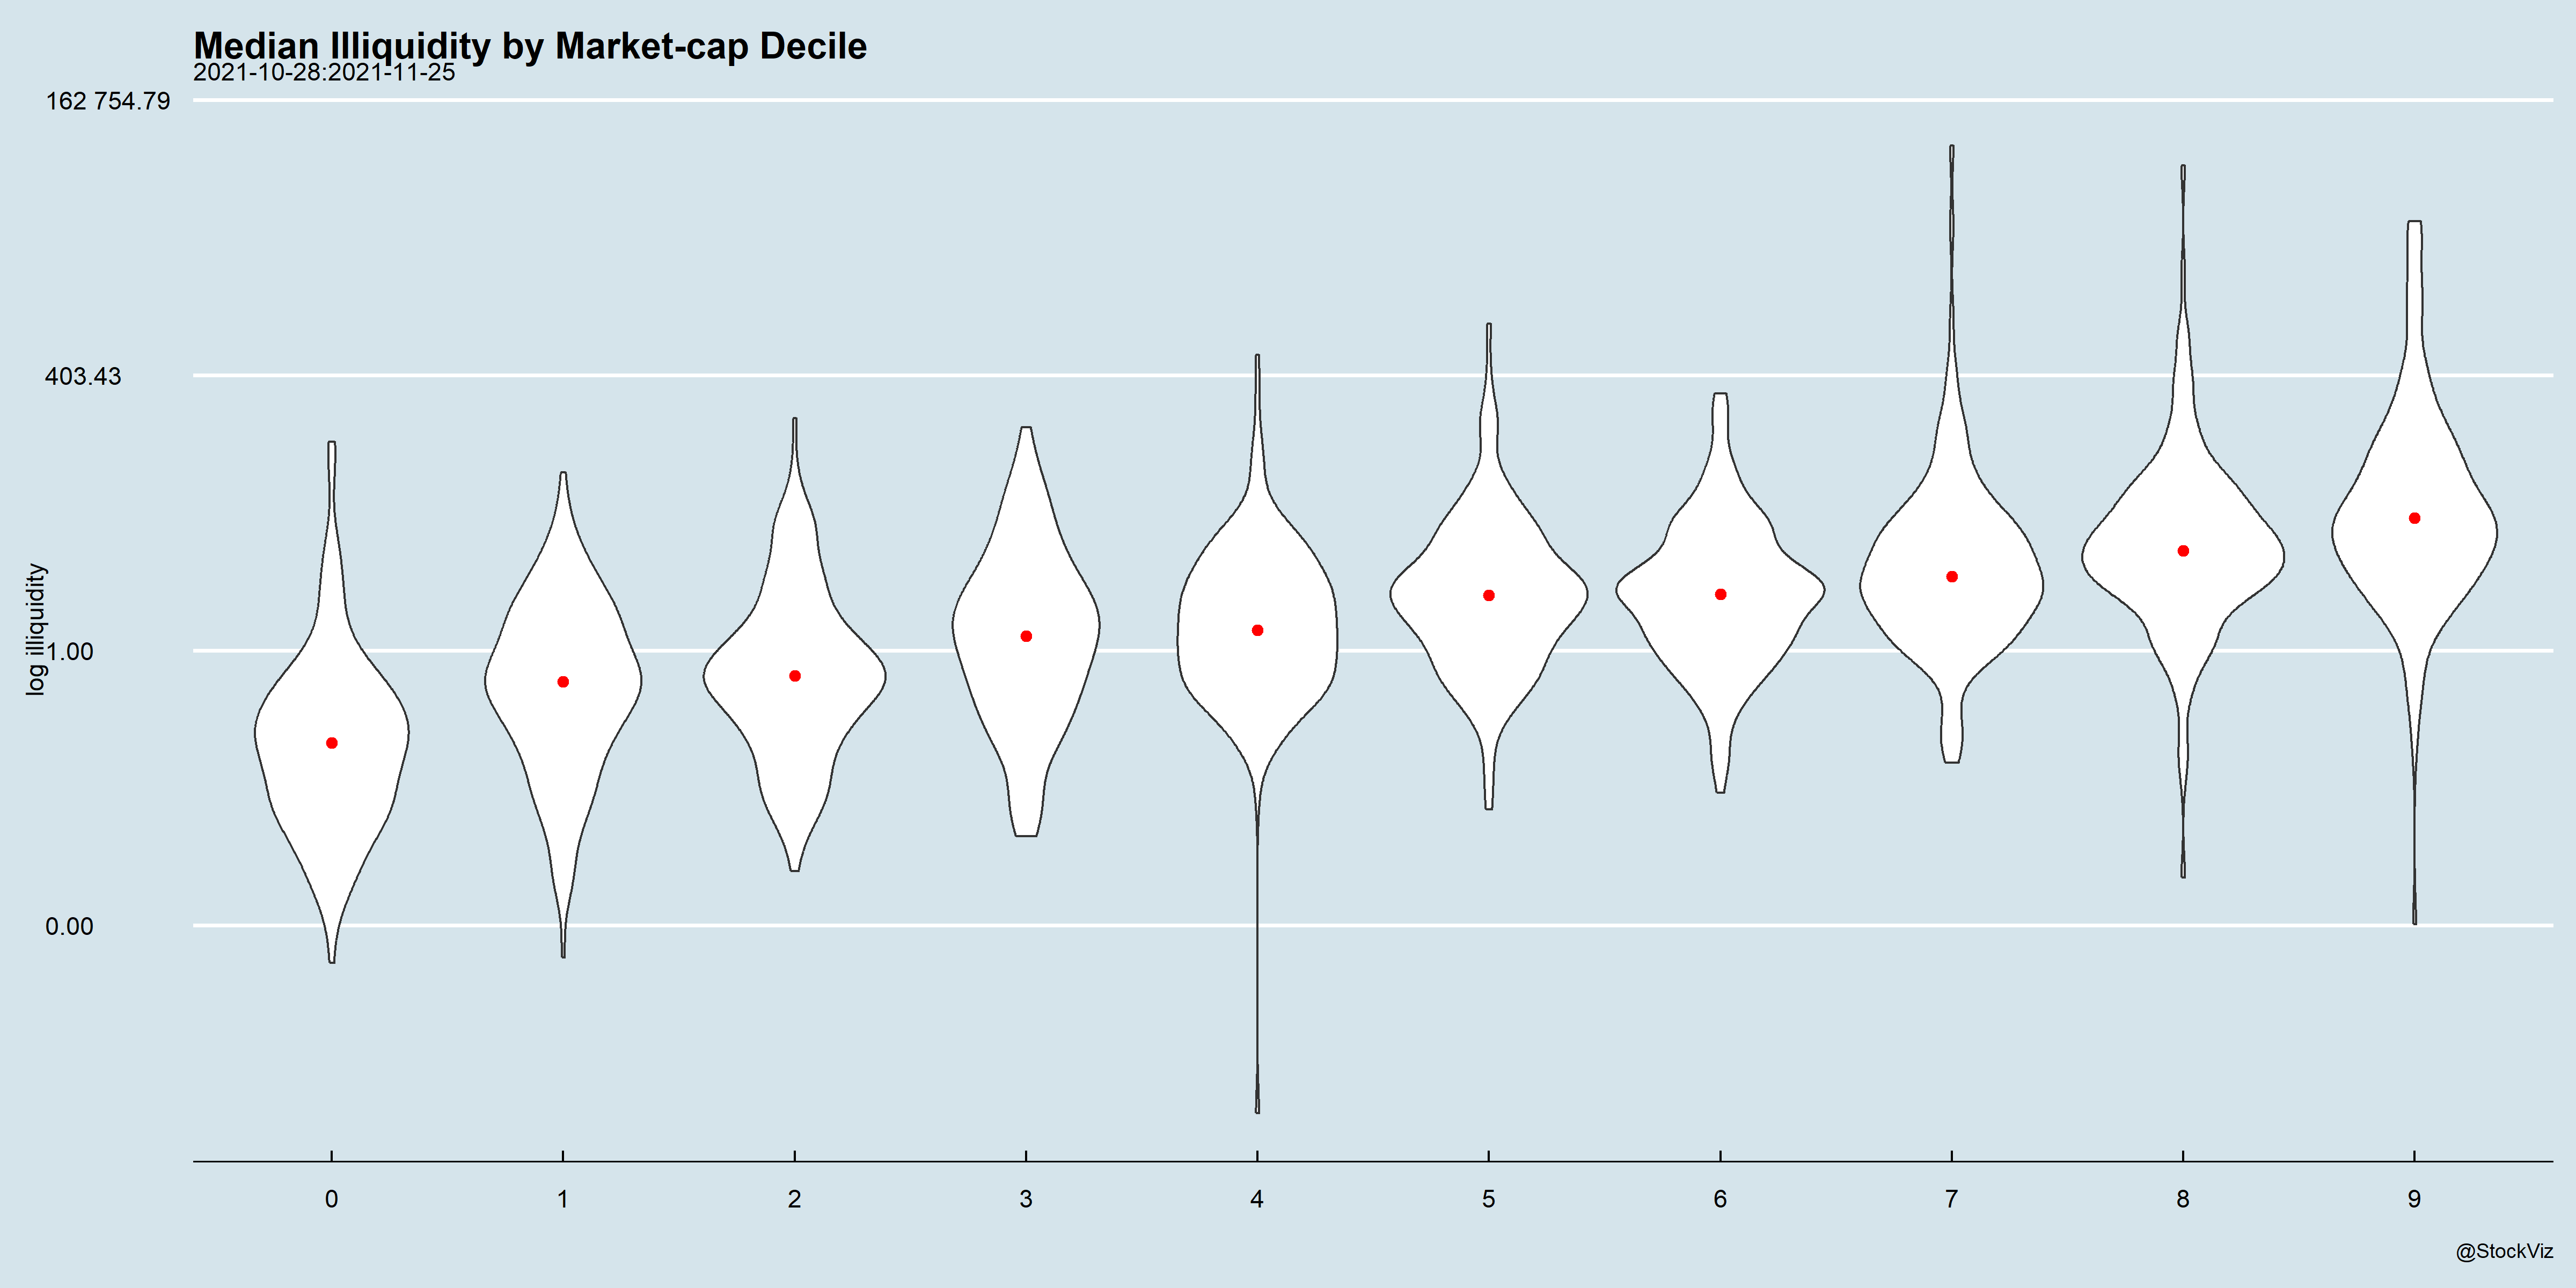 Median Illiquidity by Market-cap Decile
2021-10-28:2021-11-25
162 754.79
403.43
1.00
0.00
log illiquidity
0 1 2 3 4 5 6 7 8 9
@StockViz